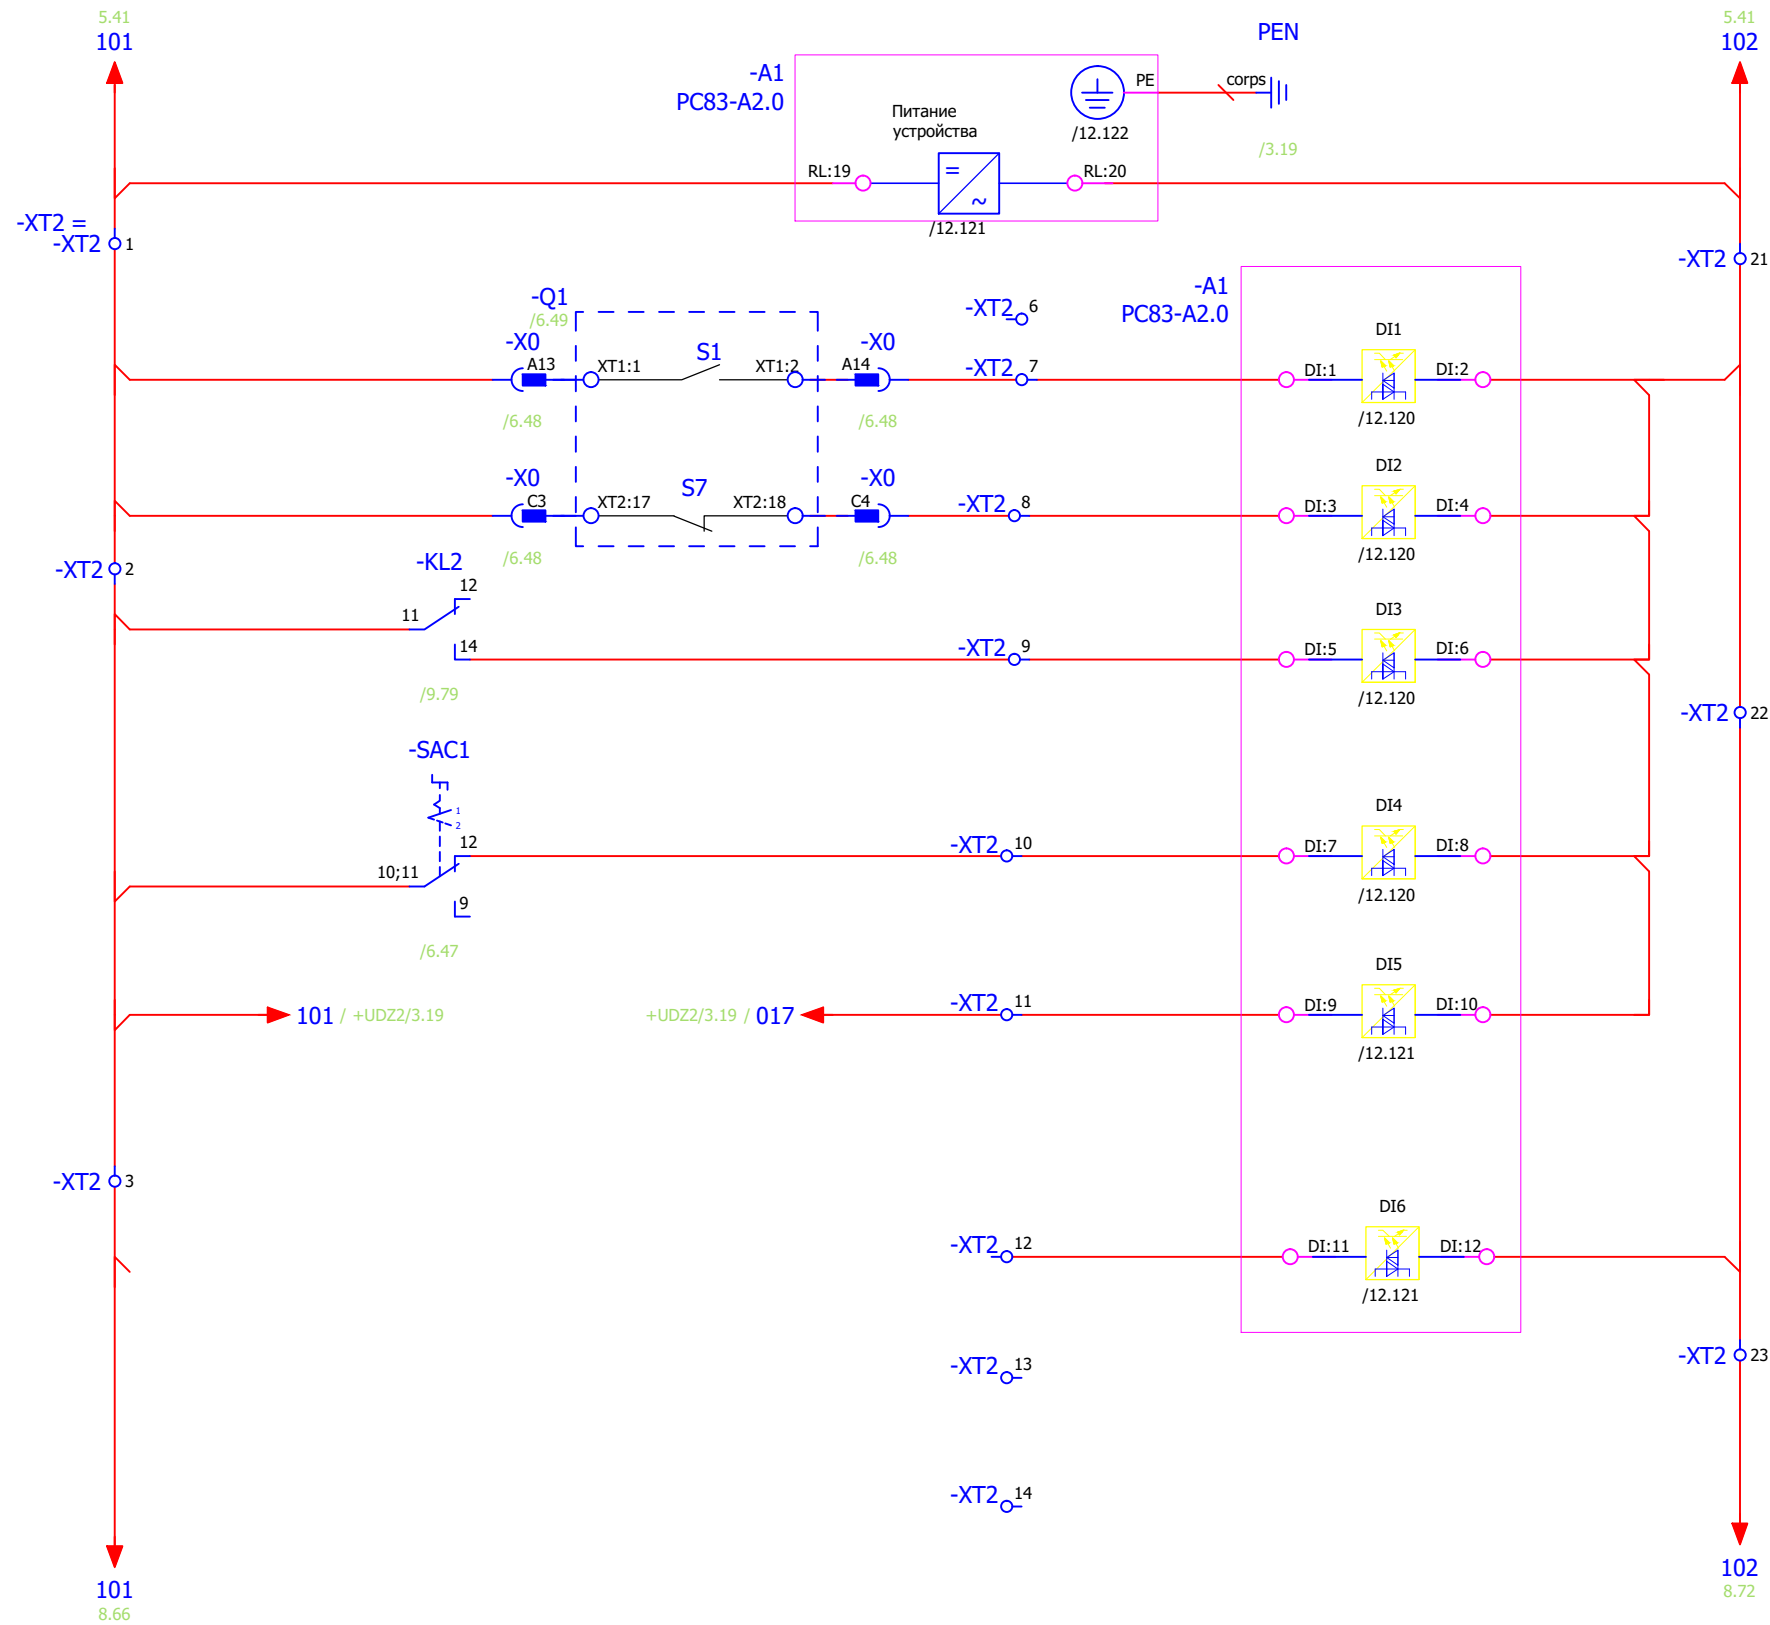 5.41
101
5.41
102
PEN
-A1
PC83-A2.0
PE
corps
Питание
устройства
/12.122
/3.19
RL:19
=
~
RL:20
/12.121
-XT2 =
-XT2 1
-XT2 21
-Q1
/6.49
-X0
A13
XT1:1
S1
XT1:2
-X0
A14
/6.48
/6.48
-XT2 6
-XT2 7
-A1
PC83-A2.0
DI1
DI:1
DI:2
/12.120
-X0
C3
XT2:17
S7
XT2:18
-X0
C4
/6.48
/6.48
-XT2 8
DI2
DI:3
DI:4
/12.120
-XT2 2
-KL2
12
11
14
/9.79
-XT2 9
DI3
DI:5
DI:6
/12.120
-XT2 22
-SAC1
1
2
12
10;11
9
/6.47
-XT2 10
DI4
DI:7
DI:8
/12.120
101 / +UDZ2/3.19
+UDZ2/3.19 / 017
-XT2 11
DI5
DI:9
DI:10
/12.121
-XT2 3
-XT2 12
DI6
DI:11
DI:12
/12.121
-XT2 13
-XT2 23
-XT2 14
101
8.66
102
8.72